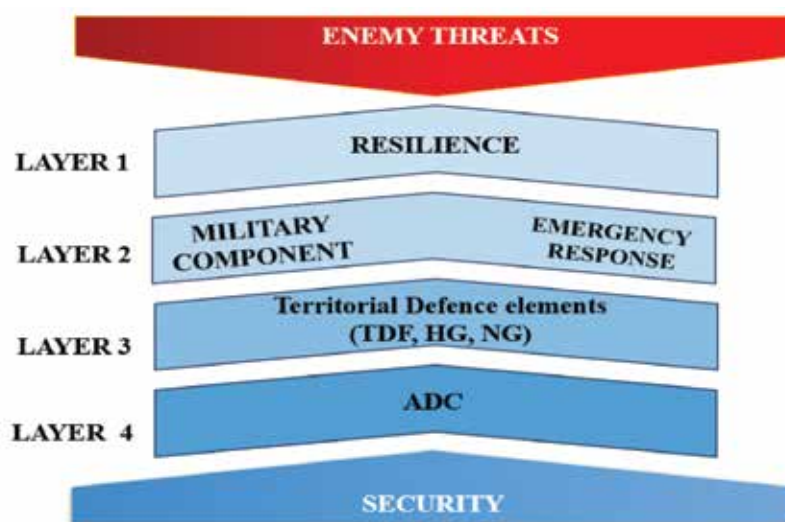 ENEMY THREATS
LAYER 1
RESILIENCE
LAYER 2
MILITARY
COMPONENT
EMERGENCY
RESPONSE
LAYER 3
Territorial Defence elements
(TDF, HG, NG)
LAYER 4
ADC
SECURITY